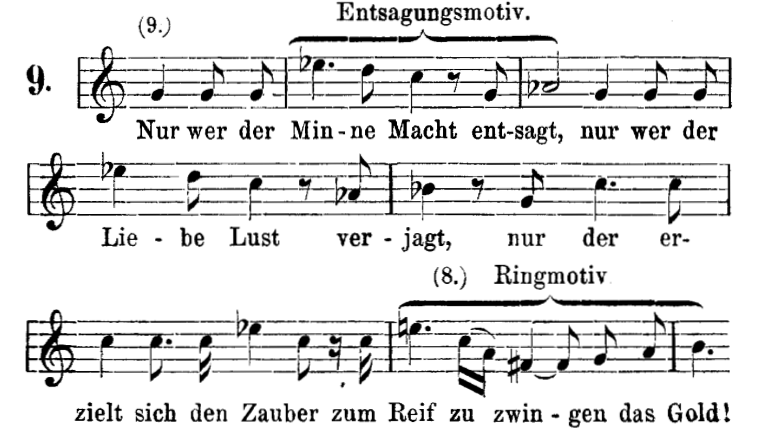 (9.) Entsagungsmotiv.
9.
Nur wer der Min-ne Macht ent-sagt, nur wer der
Lie - be Lust ver - jagt, nur der er-
(8.) Ringmotiv
zielt sich den Zauber zum Reif zu zwin - gen das Gold!